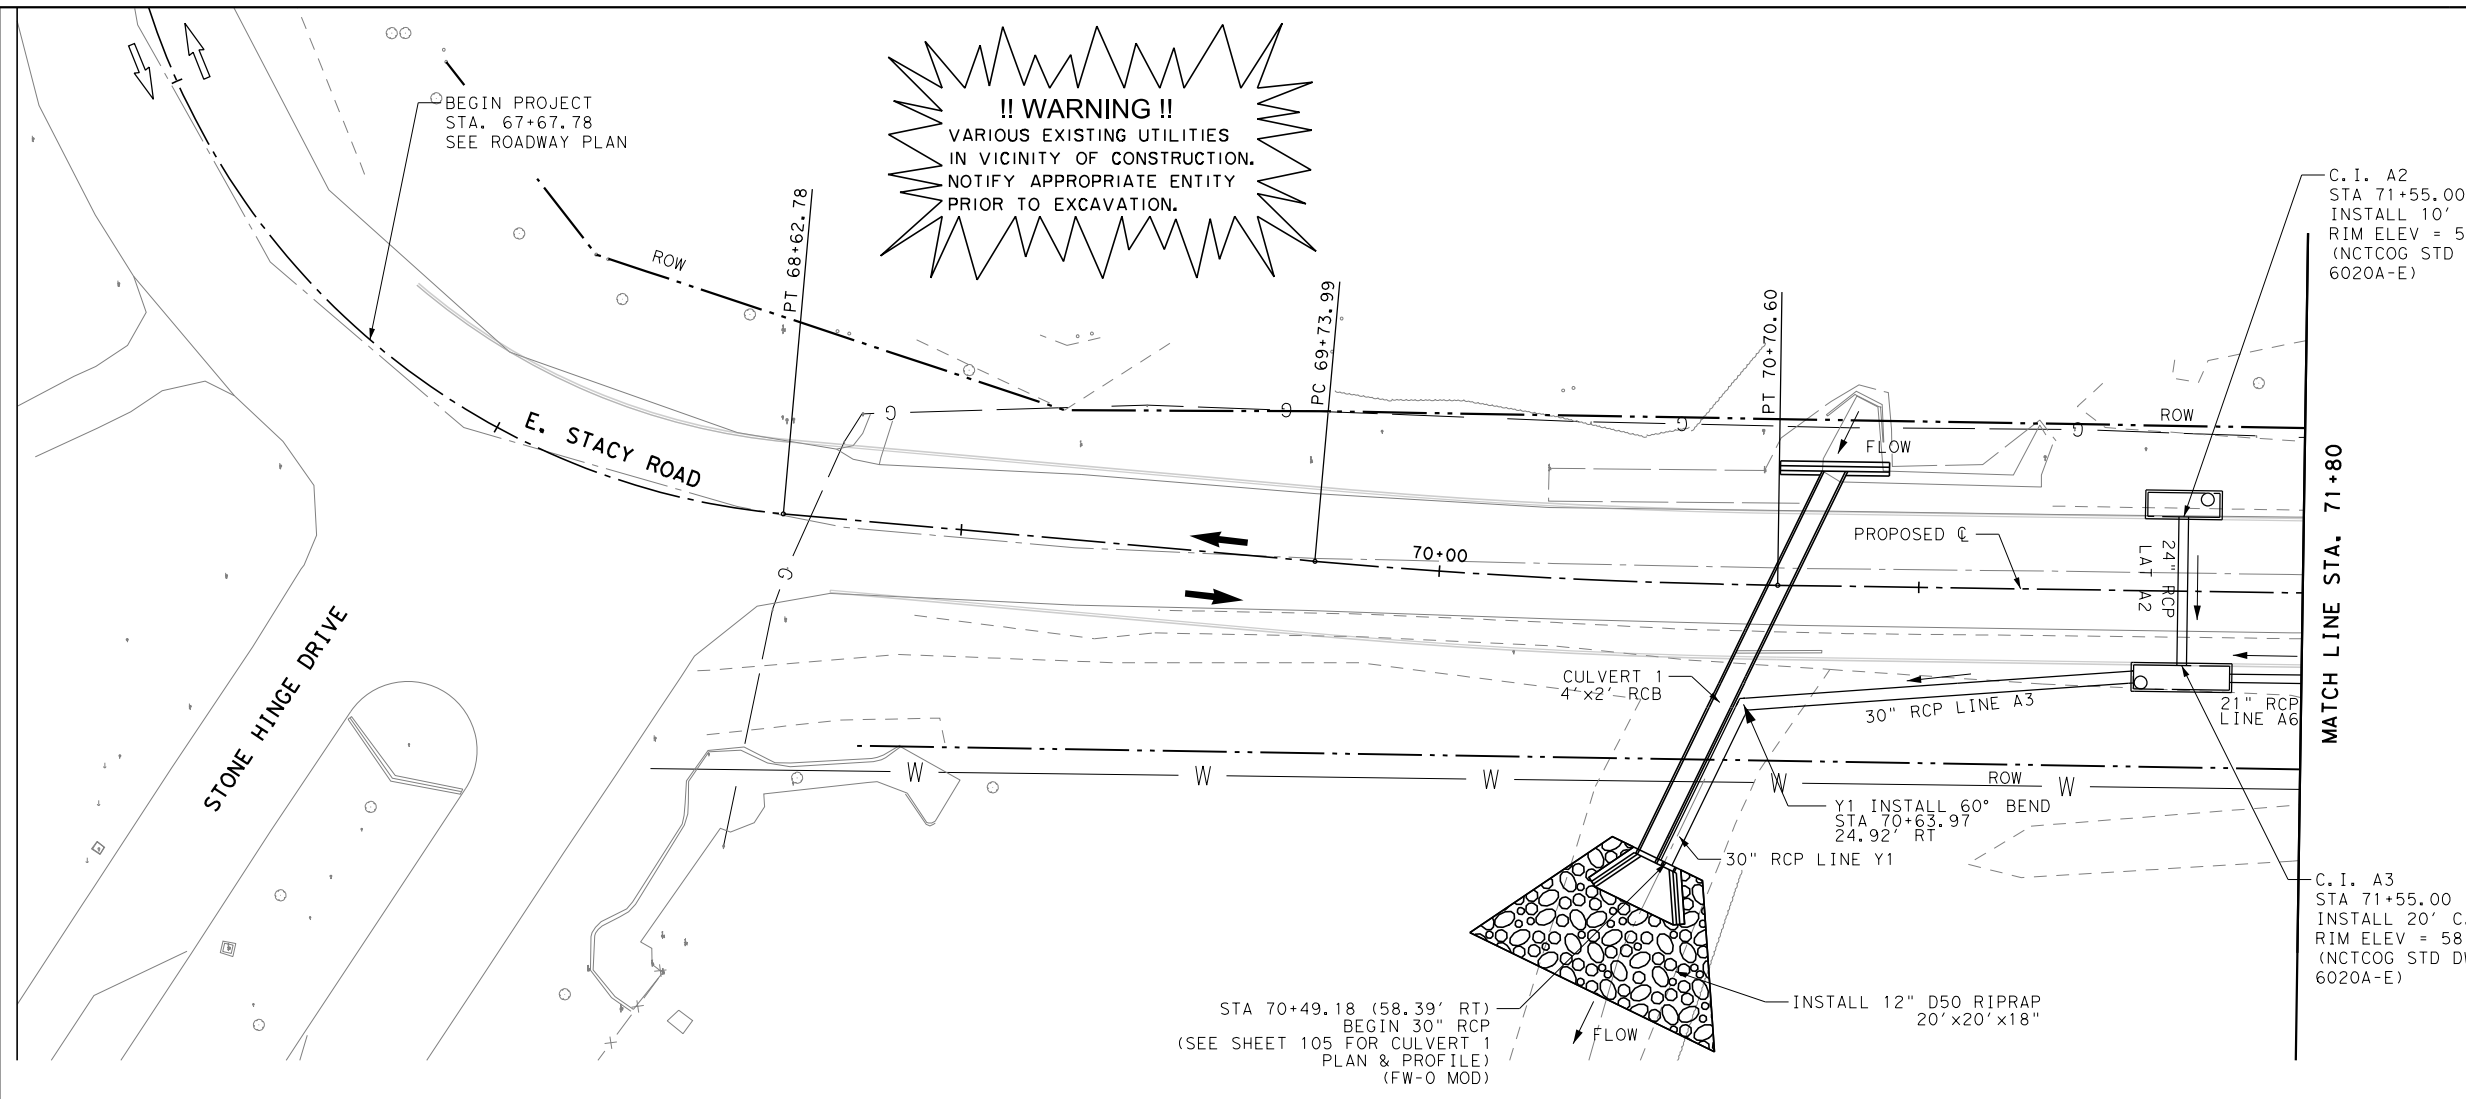 BEGIN PROJECT
STA. 67+67.78
SEE ROADWAY PLAN
!! WARNING !!
VARIOUS EXISTING UTILITIES
IN VICINITY OF CONSTRUCTION.
NOTIFY APPROPRIATE ENTITY
PRIOR TO EXCAVATION.
C.I. A2
STA 71+55.00
INSTALL 10'
RIM ELEV = 5
(NCTCOG STD
6020A-E)
ROW
PT 68+62.78
PC 69+73.99
PT 70+70.60
E. STACY ROAD
G
G
G
G
ROW
FLOW
G
PROPOSED ℄
70+00
24" RCP
LAT A2
MATCH LINE STA. 71+80
STONE HINGE DRIVE
CULVERT 1
4'x2' RCB
30" RCP LINE A3
21" RCP
LINE A6
W
W
W
W
W
ROW
Y1 INSTALL 60° BEND
STA 70+63.97
24.92' RT
30" RCP LINE Y1
C.I. A3
STA 71+55.00
INSTALL 20' C.
RIM ELEV = 58
(NCTCOG STD DW
6020A-E)
INSTALL 12" D50 RIPRAP
20'x20'x18"
STA 70+49.18 (58.39' RT)
BEGIN 30" RCP
(SEE SHEET 105 FOR CULVERT 1
PLAN & PROFILE)
(FW-0 MOD)
FLOW